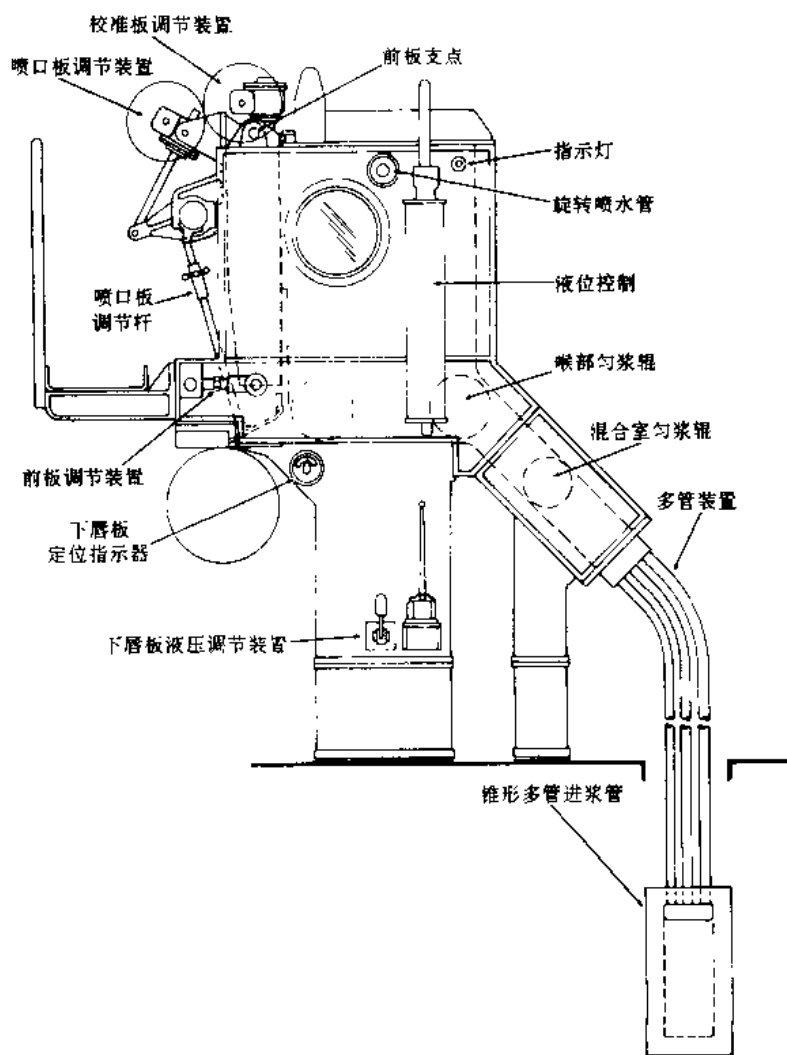 校准板调节装置
喷口板调节装置
前板支点
指示灯
旋转喷水管
液位控制
喷口板
调节杆
喉部匀浆辊
混合室匀浆辊
前板调节装置
多管装置
下唇板
定位指示器
下唇板液压调节装置
锥形多管进浆管